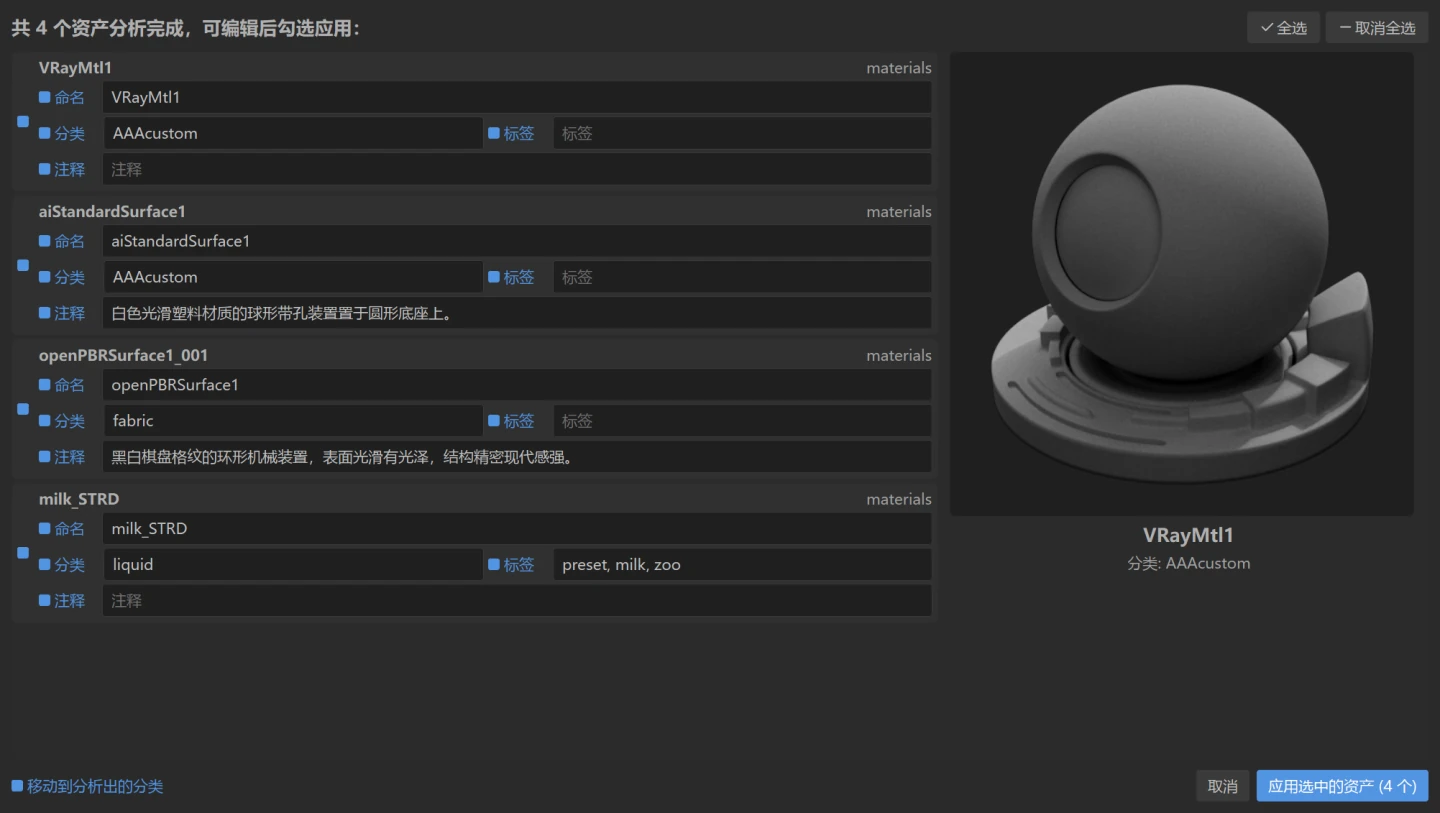 共 4 个资产分析完成，可编辑后勾选应用：
全选
取消全选
VRayMtl1 materials
命名 VRayMtl1
分类 AAAcustom 标签 标签
注释 注释
aiStandardSurface1 materials
命名 aiStandardSurface1
分类 AAAcustom 标签 标签
注释 白色光滑塑料材质的球形带孔装置置于圆形底座上。
openPBRSurface1_001 materials
命名 openPBRSurface1
分类 fabric 标签 标签
注释 黑白棋盘格纹的环形机械装置，表面光滑有光泽，结构精密现代感强。
milk_STRD materials
命名 milk_STRD
分类 liquid 标签 preset, milk, zoo
注释 注释
VRayMtl1
分类: AAAcustom
移动到分析出的分类
取消
应用选中的资产 (4 个)